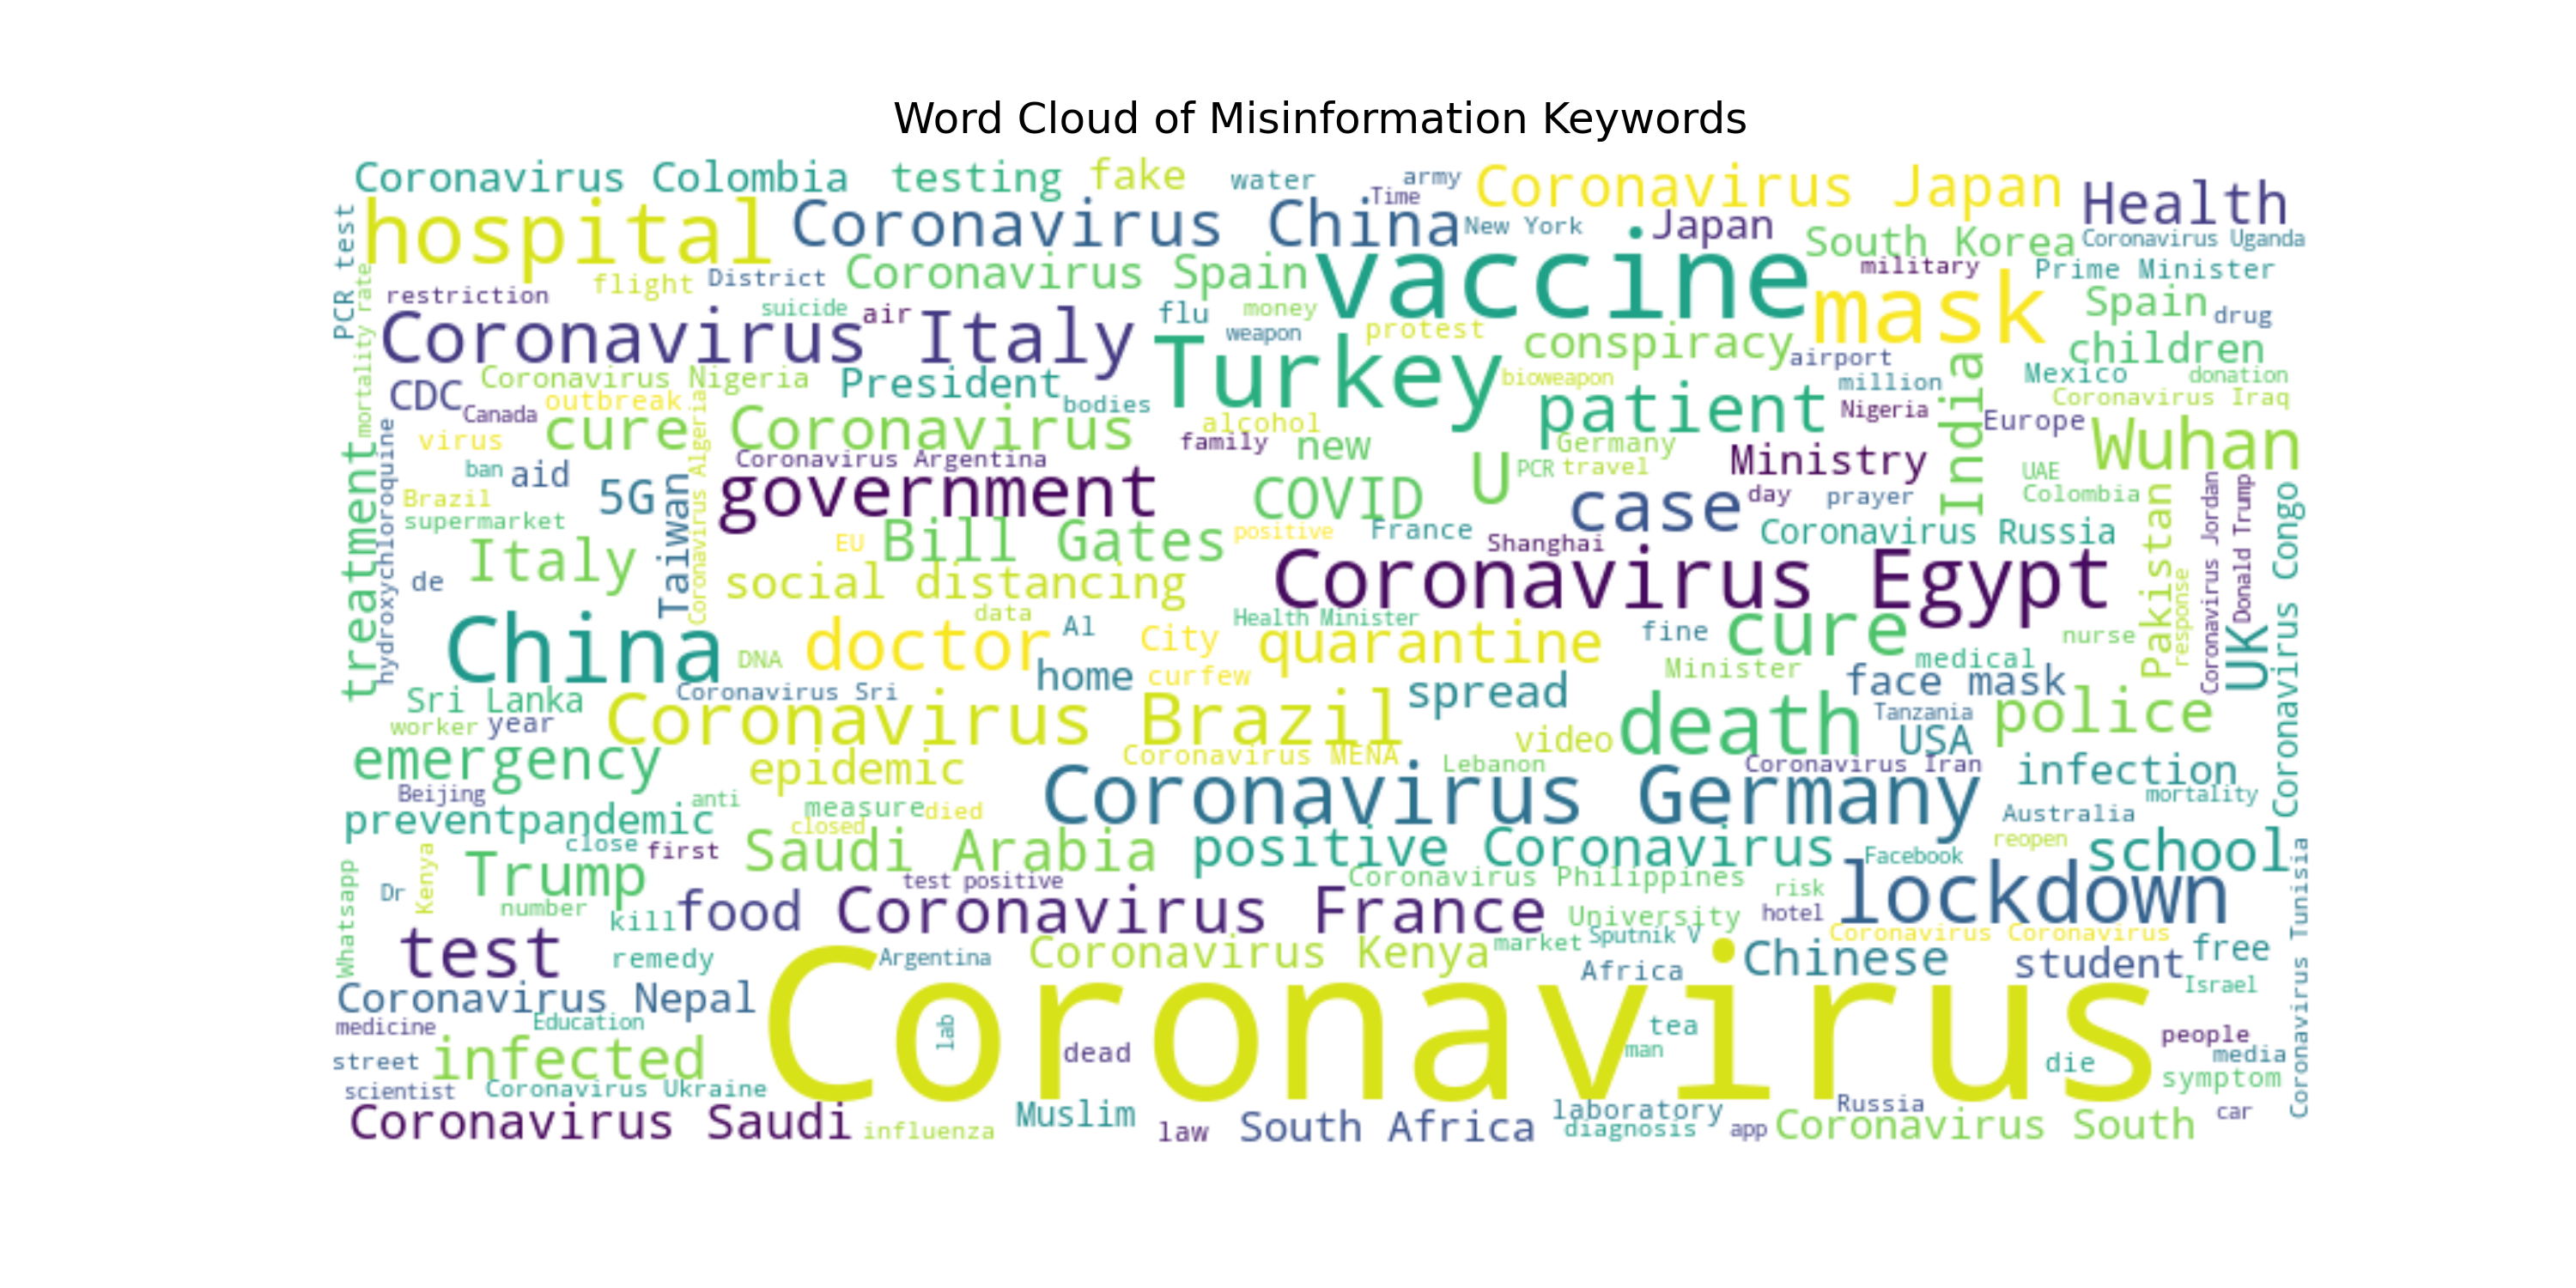 Word Cloud of Misinformation Keywords
Coronavirus Colombia
testing
fake
water
army
Time
Coronavirus Japan
Health
PCR test
hospital
Coronavirus China
New York
Japan
South Korea
Coronavirus Uganda
mortality rate
restriction
flight
District
Coronavirus Spain
vaccine
military
Prime Minister
suicide
air
flu
money
weapon
protest
conspiracy
mask
Spain
drug
Coronavirus Italy
Turkey
airport
children
CDC
Coronavirus Nigeria
President
bioweapon
million
India
Mexico
donation
Canada
outbreak
bodies
patient
Nigeria
Coronavirus Iraq
virus
cure
Coronavirus
alcohol
family
new
Germany
Europe
Wuhan
treatment
hydroxychloroquine
ban
aid
Coronavirus Algeria
Coronavirus Argentina
U
PCR
travel
Ministry
UAE
Brazil
5G
Taiwan
government
COVID
case
day
prayer
Colombia
supermarket
EU
Bill Gates
positive
France
Shanghai
Coronavirus Russia
Pakistan
Coronavirus Jordan
Donald Trump
Coronavirus Congo
Italy
de
social distancing
Coronavirus Egypt
response
China
data
Health Minister
DNA
doctor
Al
City
quarantine
fine
cure
nurse
UK
home
curfew
Minister
medical
Sri Lanka
Coronavirus Sri
spread
face mask
worker
year
Coronavirus Brazil
death
Tanzania
police
video
USA
emergency
epidemic
Coronavirus MENA
Lebanon
Coronavirus Iran
infection
Beijing
anti
measure
died
Coronavirus Germany
mortality
preventpandemic
closed
Australia
close
first
Saudi Arabia
positive Coronavirus
Facebook
reopen
school
Whatsapp
Dr
Kenya
Trump
test positive
Coronavirus Philippines
risk
lockdown
Coronavirus Tunisia
number
kill
food
Coronavirus France
University
hotel
test
remedy
Argentina
Coronavirus Kenya
market
Sputnik V
Coronavirus Coronavirus
Chinese
student
free
Africa
Israel
Coronavirus Nepal
Coronavirus
medicine
Education
lab
tea
people
street
infected
dead
man
die
media
scientist
Coronavirus Ukraine
symptom
Coronavirus Saudi
influenza
Muslim
law
South Africa
laboratory
diagnosis
app
Russia
Coronavirus South
car